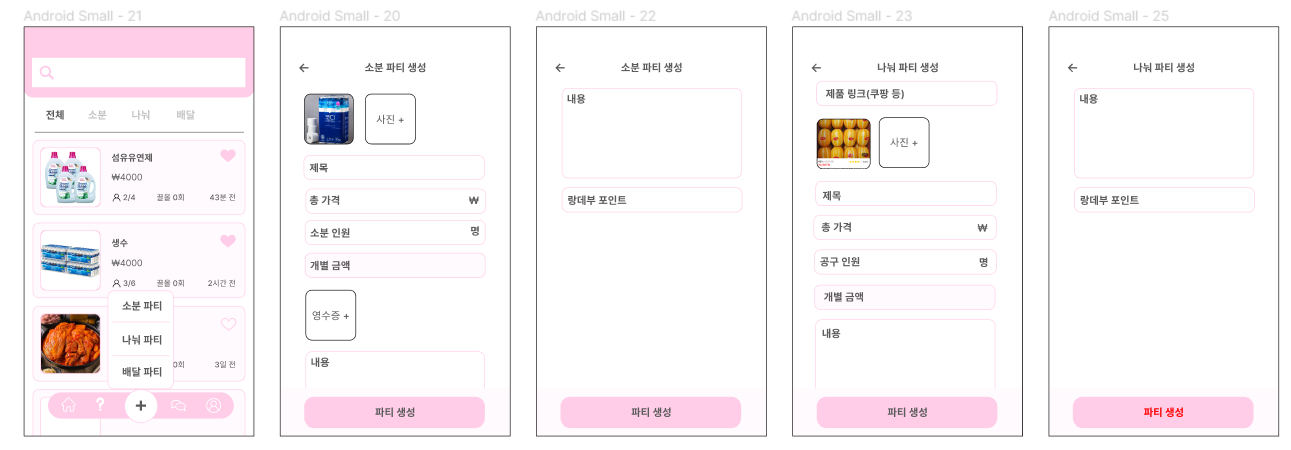 Android Small - 21
전체 소분 나눠 배달
섬유유연제
₩4000
2/4 끌올 0회 43분 전
생수
₩4000
3/6 끌올 0회 2시간 전
소분 파티
나눠 파티
0회 3일 전
배달 파티
?
+
Android Small - 20
← 소분 파티 생성
사진 +
제목
총 가격 ₩
소분 인원 명
개별 금액
영수증 +
내용
파티 생성
Android Small - 22
← 소분 파티 생성
내용
랑데부 포인트
파티 생성
Android Small - 23
← 나눠 파티 생성
제품 링크(쿠팡 등)
사진 +
제목
총 가격 ₩
공구 인원 명
개별 금액
내용
파티 생성
Android Small - 25
← 나눠 파티 생성
내용
랑데부 포인트
파티 생성